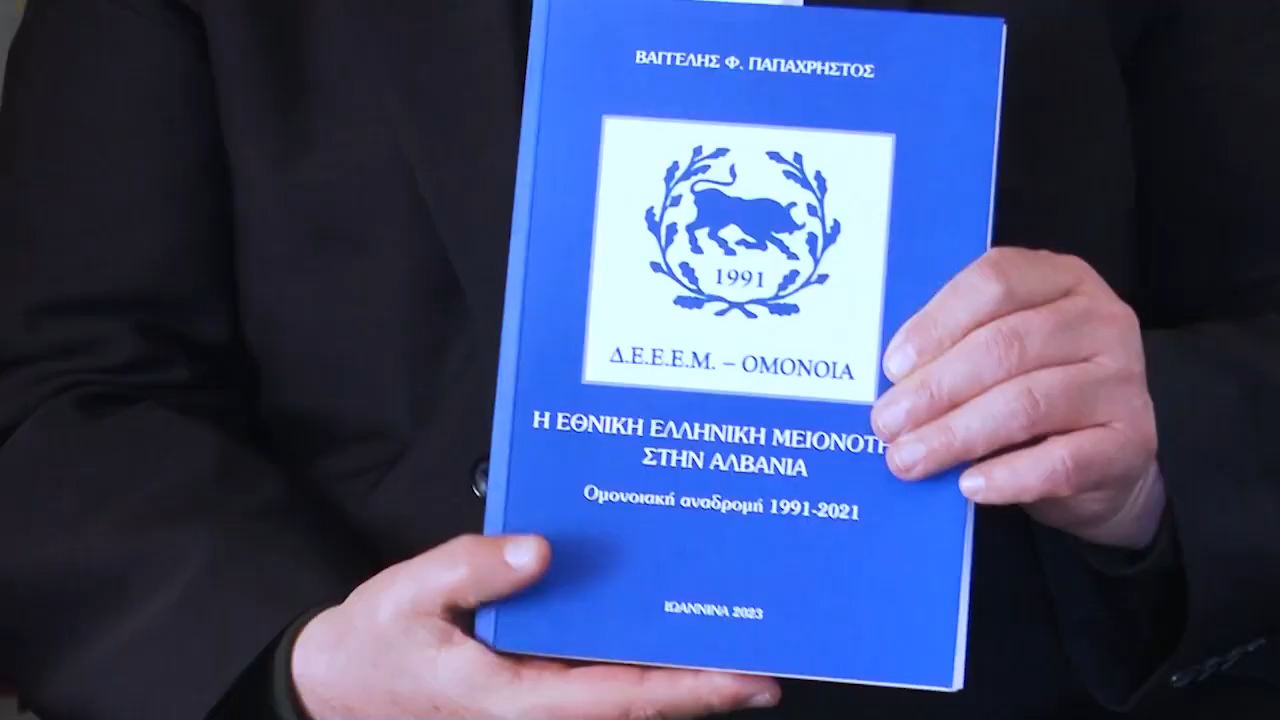 ΒΑΓΓΕΛΗΣ Φ. ΠΑΠΑΧΡΗΣΤΟΣ
1991
Δ.Ε.Ε.Ε.Μ. – ΟΜΟΝΟΙΑ
Η ΕΘΝΙΚΗ ΕΛΛΗΝΙΚΗ
ΣΤΗΝ ΑΛΒΑΝΙΑ
Ομονοιακή αναδρομή 1991-2021
ΙΩΑΝΝΙΝΑ 2023